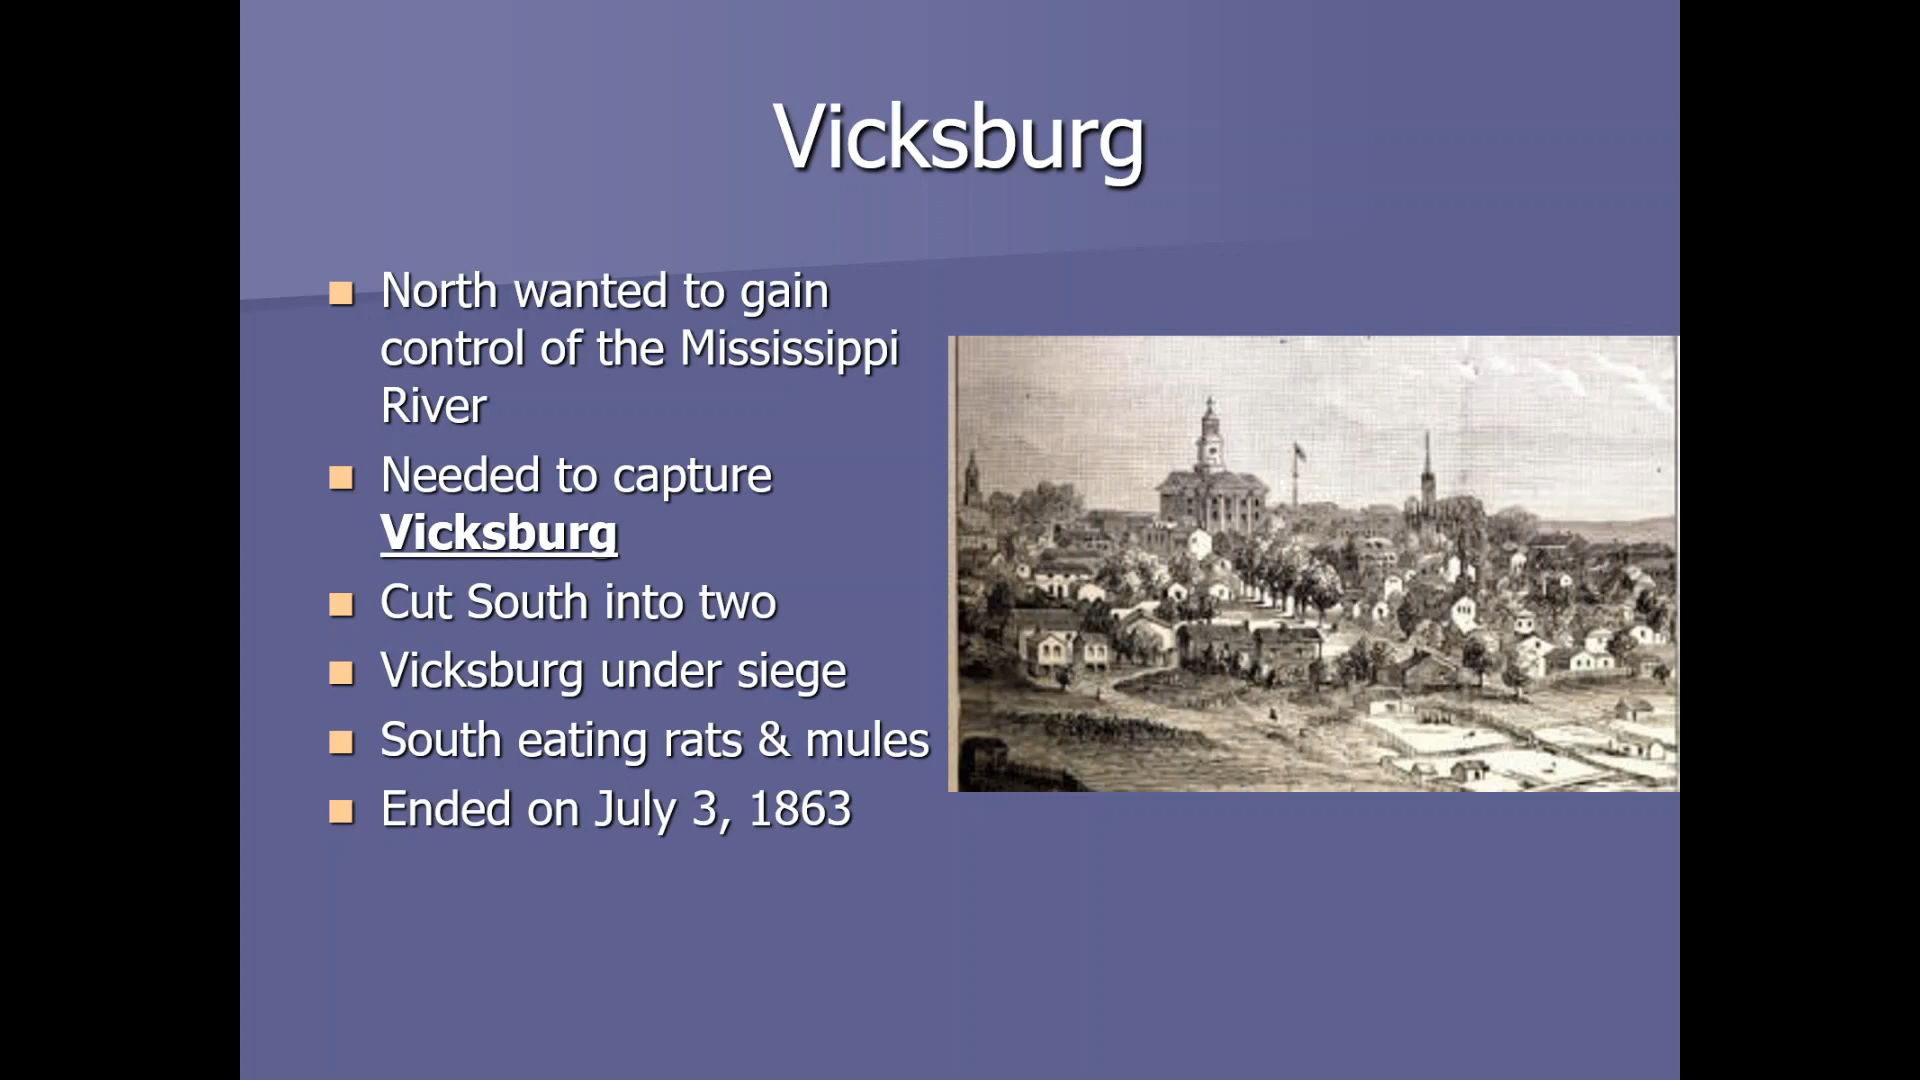 Vicksburg
North wanted to gain
control of the Mississippi
River
Needed to capture
Vicksburg
Cut South into two
Vicksburg under siege
South eating rats & mules
Ended on July 3, 1863